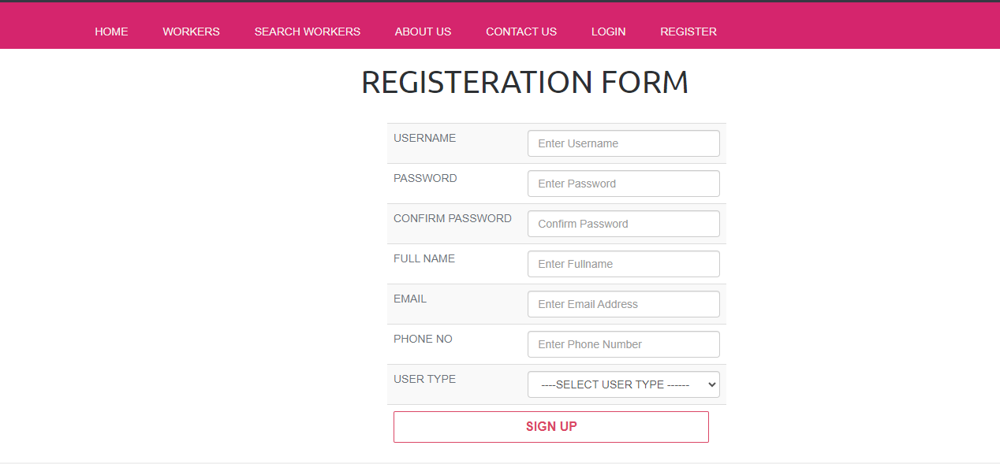 HOME WORKERS SEARCH WORKERS ABOUT US CONTACT US LOGIN REGISTER
REGISTERATION FORM
USERNAME Enter Username
PASSWORD Enter Password
CONFIRM PASSWORD Confirm Password
FULL NAME Enter Fullname
EMAIL Enter Email Address
PHONE NO Enter Phone Number
USER TYPE ----SELECT USER TYPE ------
SIGN UP